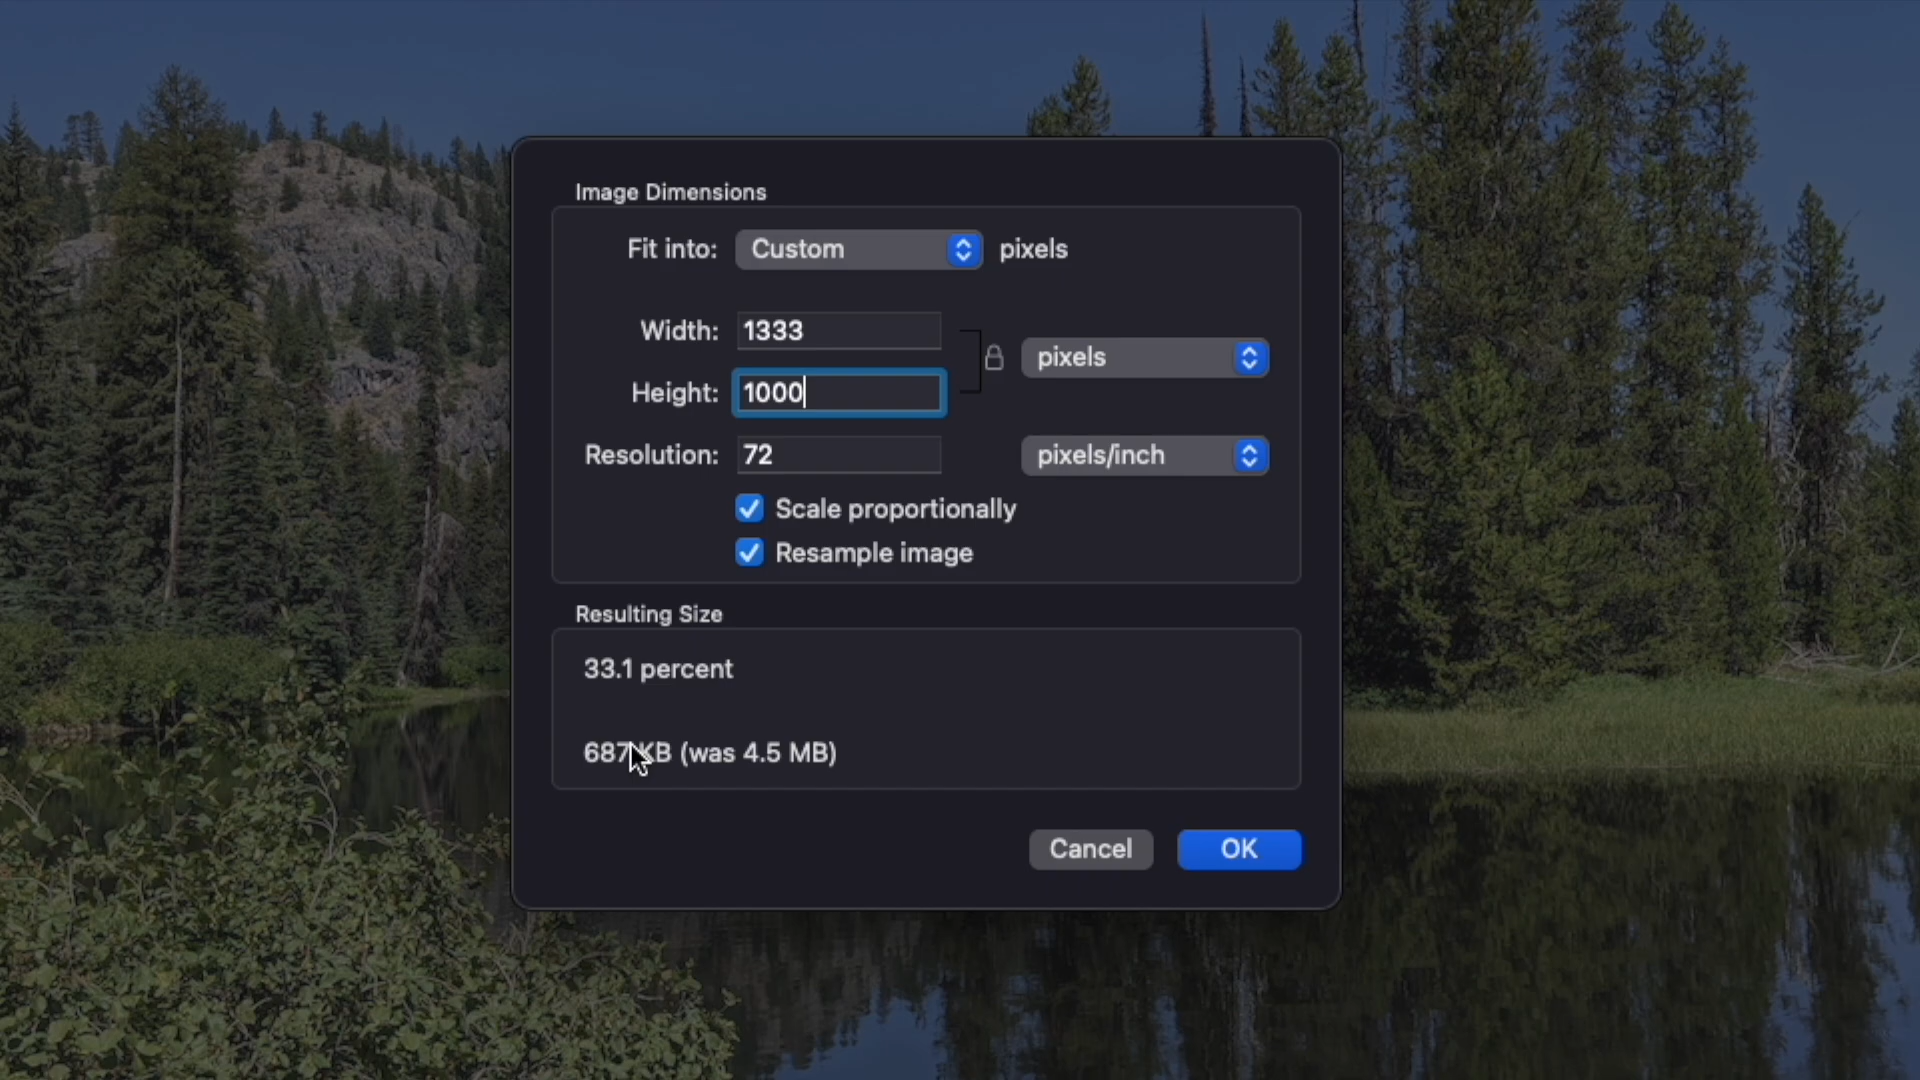 Image Dimensions
Fit into: Custom pixels
Width: 1333
pixels
Height: 1000
Resolution: 72 pixels/inch
Scale proportionally
Resample image
Resulting Size
33.1 percent
687 KB (was 4.5 MB)
Cancel OK